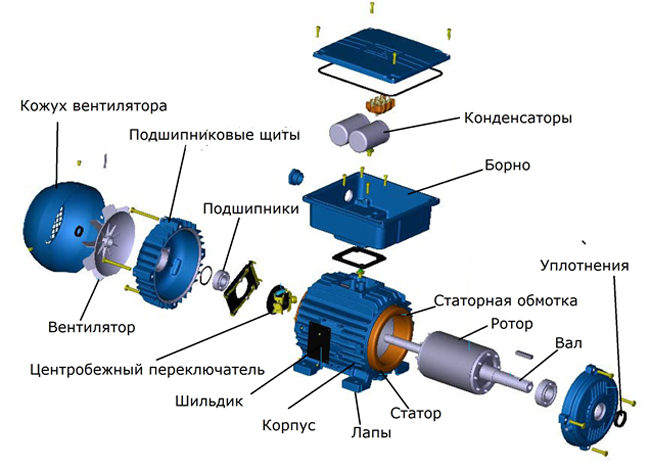 Кожух вентилятора
Подшипниковые щиты
Конденсаторы
Борно
Подшипники
Уплотнения
Статорная обмотка
Ротор
Вал
Вентилятор
Центробежный переключатель
Шильдик
Корпус
Лапы
Статор